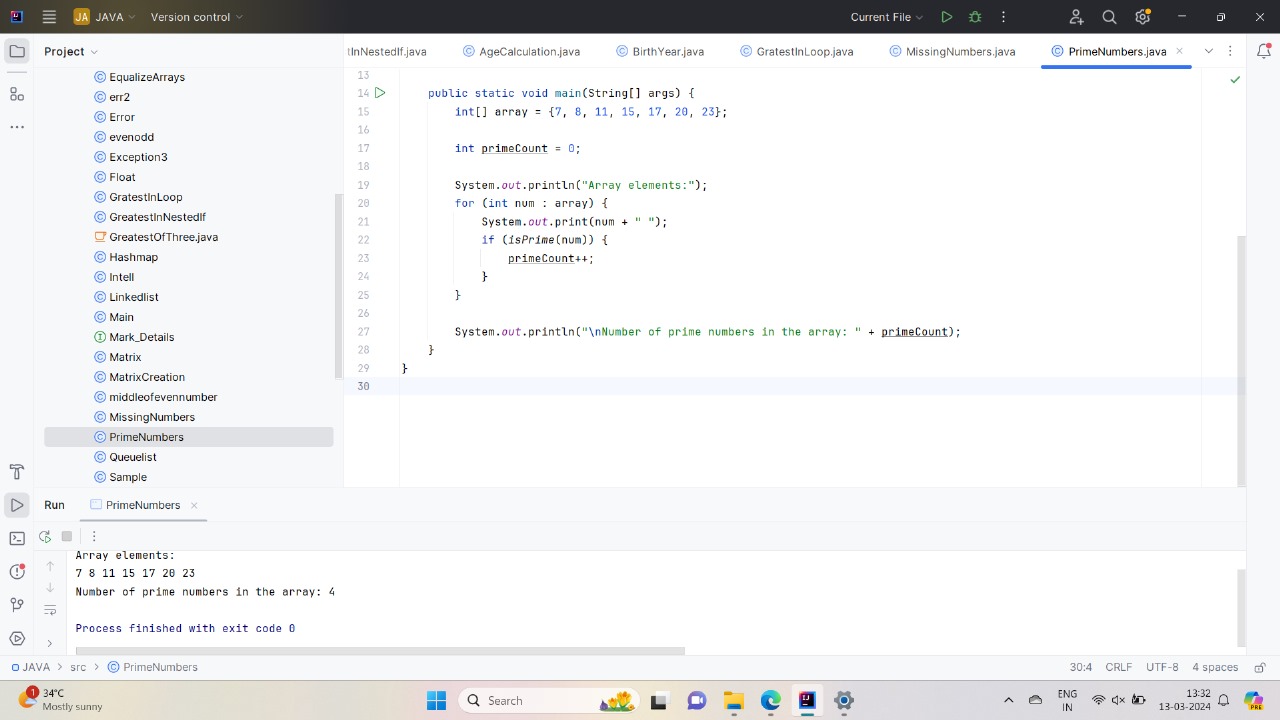 JA JAVA Version control Current File
Project
tInNestedIf.java AgeCalculation.java BirthYear.java GratestInLoop.java MissingNumbers.java PrimeNumbers.java
EqualizeArrays
err2
Error
evenodd
Exception3
Float
GratestInLoop
GreatestInNestedIf
GreatestOfThree.java
Hashmap
Intell
Linkedlist
Main
Mark_Details
Matrix
MatrixCreation
middleofevennumber
MissingNumbers
PrimeNumbers
Queuelist
Sample
13
14 public static void main(String[] args) {
15 int[] array = {7, 8, 11, 15, 17, 20, 23};
16
17 int primeCount = 0;
18
19 System.out.println("Array elements:");
20 for (int num : array) {
21 System.out.print(num + " ");
22 if (isPrime(num)) {
23 primeCount++;
24 }
25 }
26
27 System.out.println("\nNumber of prime numbers in the array: " + primeCount);
28 }
29 }
30
Run PrimeNumbers
Array elements:
7 8 11 15 17 20 23
Number of prime numbers in the array: 4
Process finished with exit code 0
JAVA > src > PrimeNumbers 30:4 CRLF UTF-8 4 spaces
1 34°C
Mostly sunny
Search
ENG
IN
13:32
13-03-2024
PRE